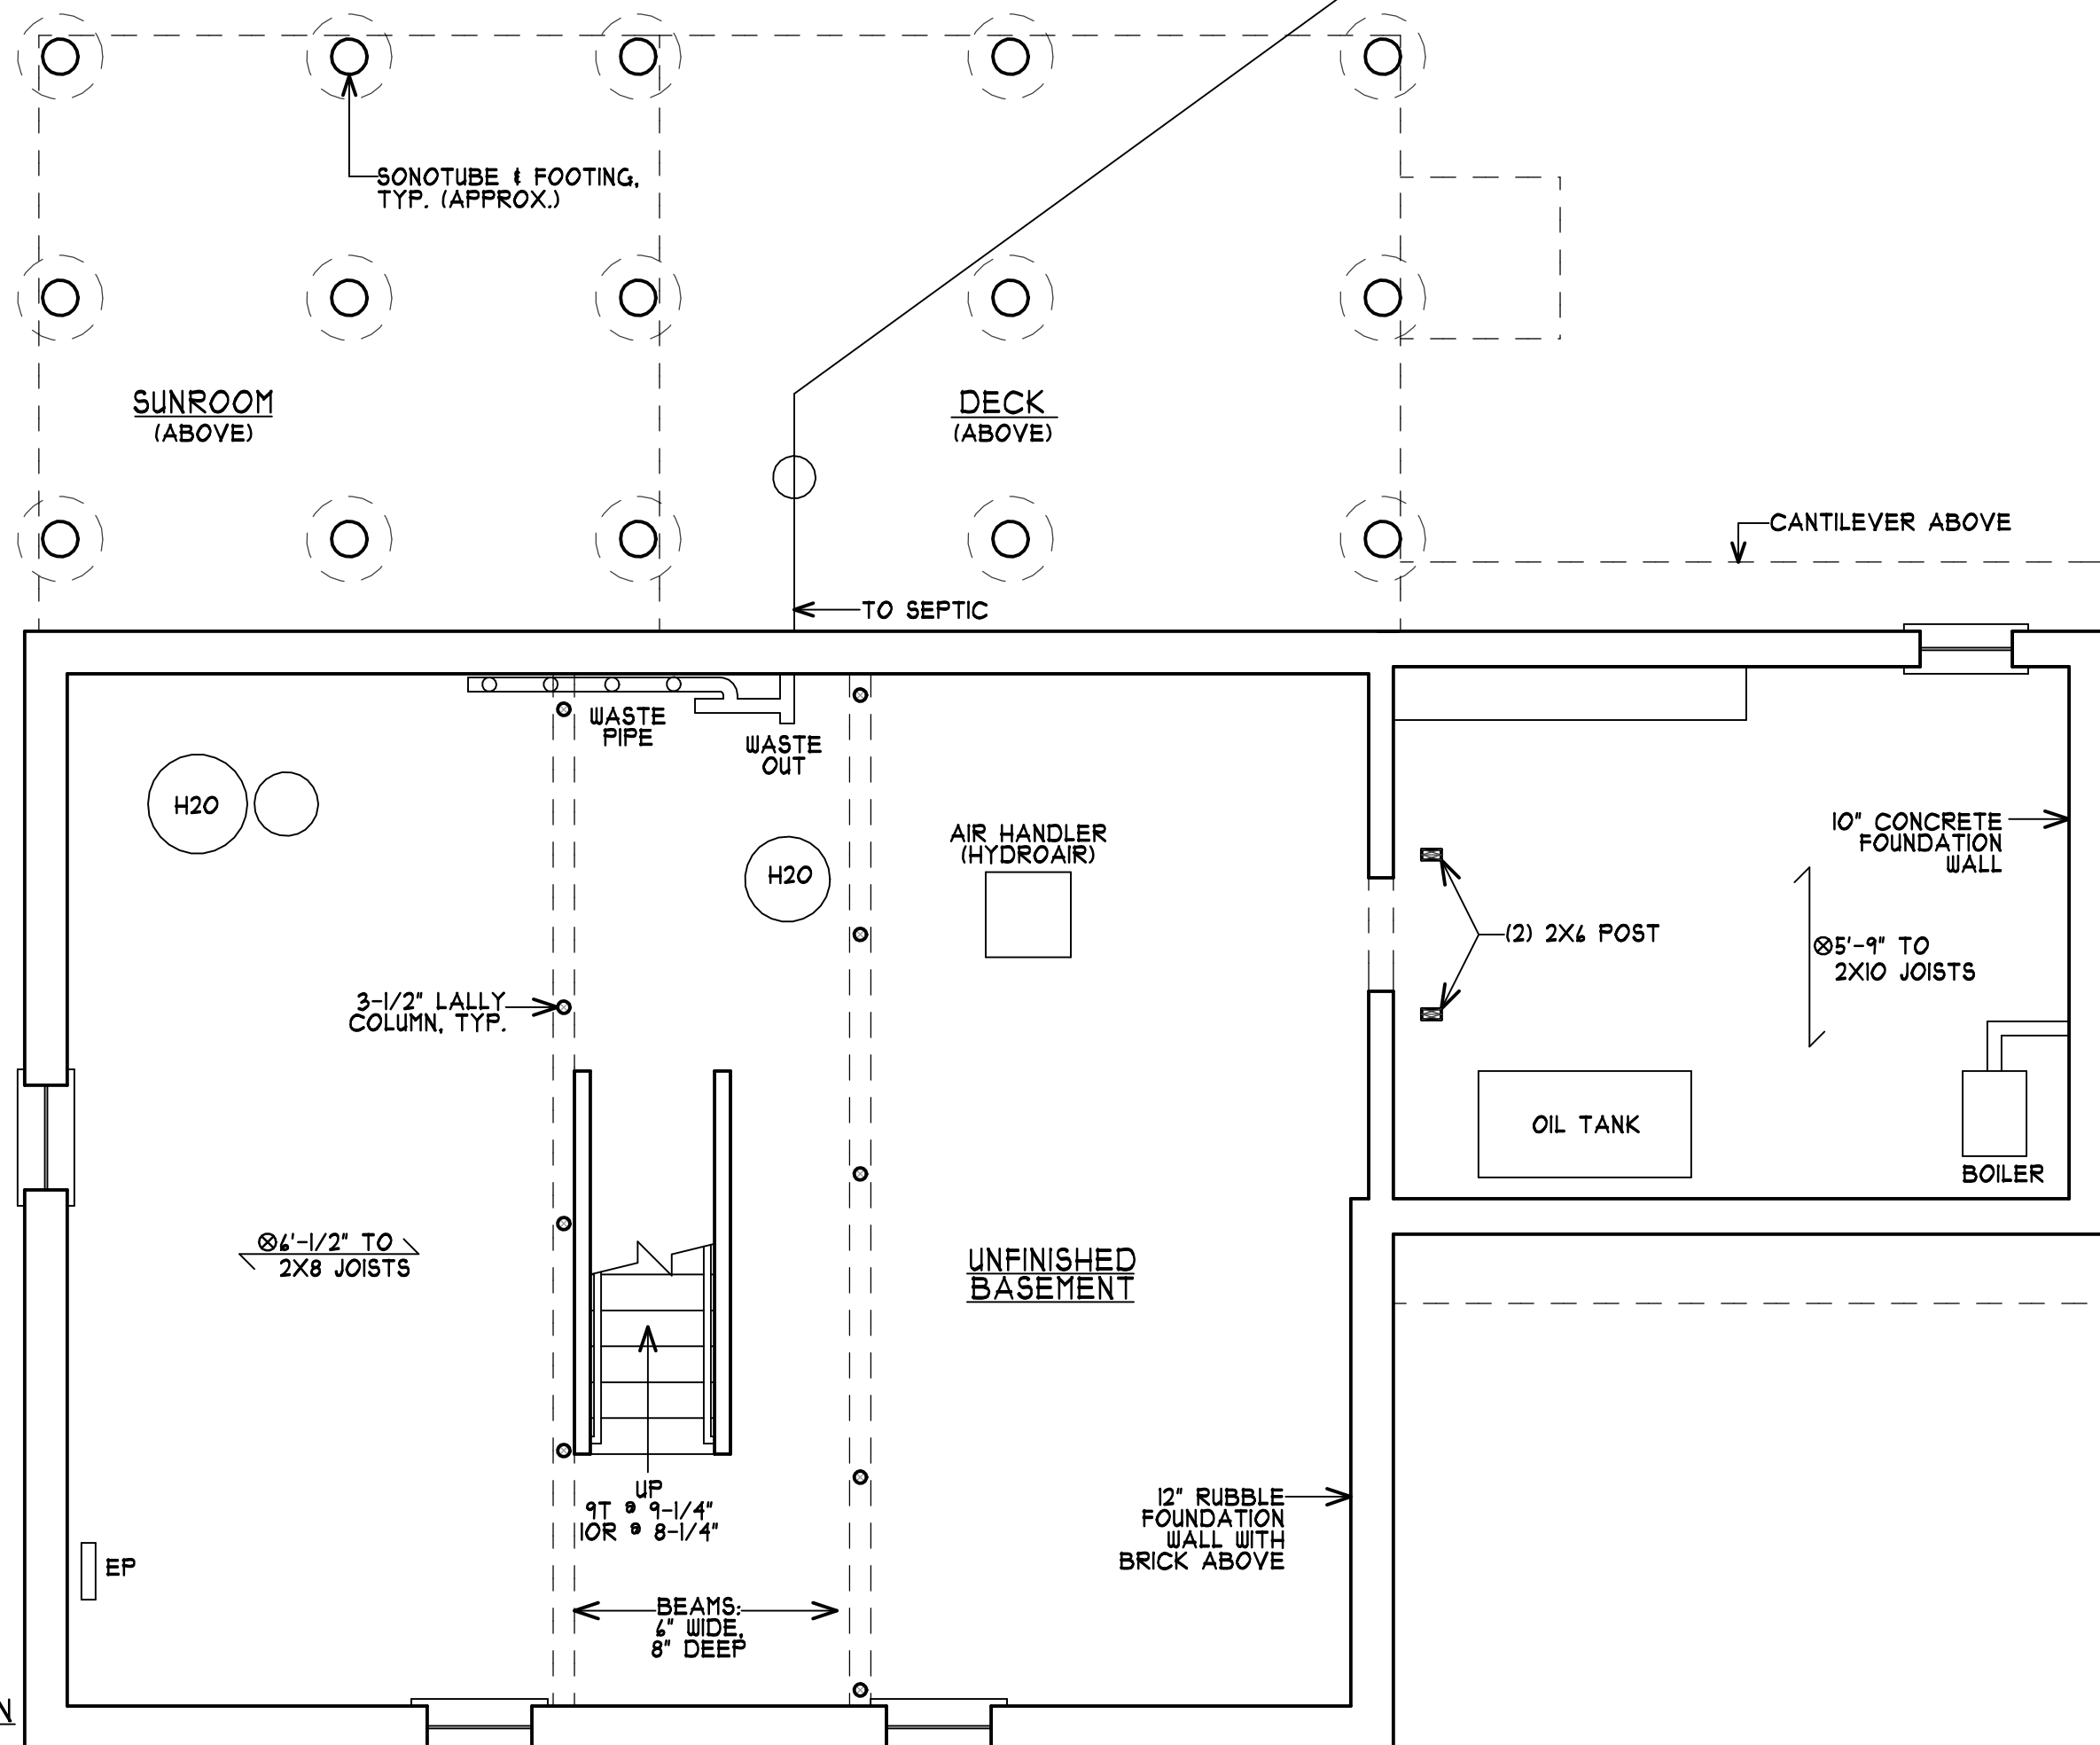 SONOTUBE & FOOTING,
TYP. (APPROX.)
SUNROOM
(ABOVE)
DECK
(ABOVE)
CANTILEVER ABOVE
TO SEPTIC
WASTE
PIPE
WASTE
OUT
H20
H20
AIR HANDLER
(HYDROAIR)
10" CONCRETE
FOUNDATION
WALL
(2) 2X6 POST
5'-9" TO
2X10 JOISTS
3-1/2" LALLY
COLUMN, TYP.
OIL TANK
BOILER
6'-1/2" TO
2X8 JOISTS
UNFINISHED
BASEMENT
UP
9T @ 9-1/4"
10R @ 8-1/4"
12" RUBBLE
FOUNDATION
WALL WITH
BRICK ABOVE
EP
BEAMS:
6" WIDE,
8" DEEP
N